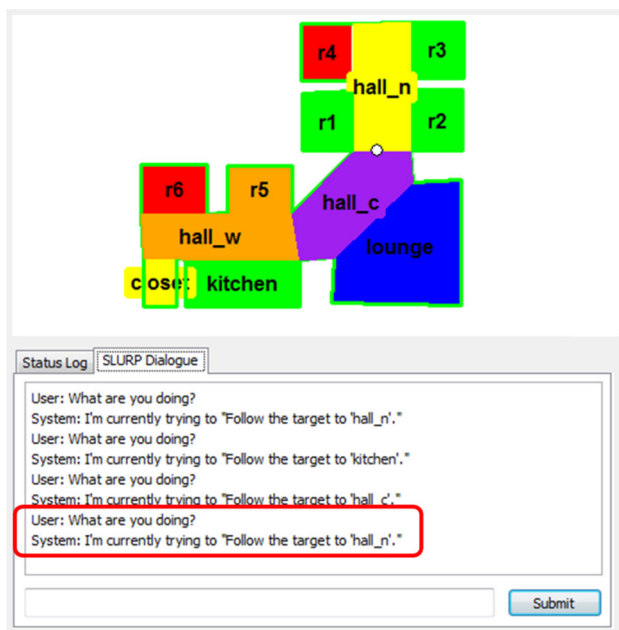 r4
r3
hall_n
r1
r2
r6
r5
hall_c
hall_w
lounge
closet
kitchen
Status Log
SLURP Dialogue
User: What are you doing?
System: I'm currently trying to "Follow the target to 'hall_n'."
User: What are you doing?
System: I'm currently trying to "Follow the target to 'kitchen'."
User: What are you doing?
System: I'm currently trying to "Follow the target to 'hall_c'."
User: What are you doing?
System: I'm currently trying to "Follow the target to 'hall_n'."
Submit